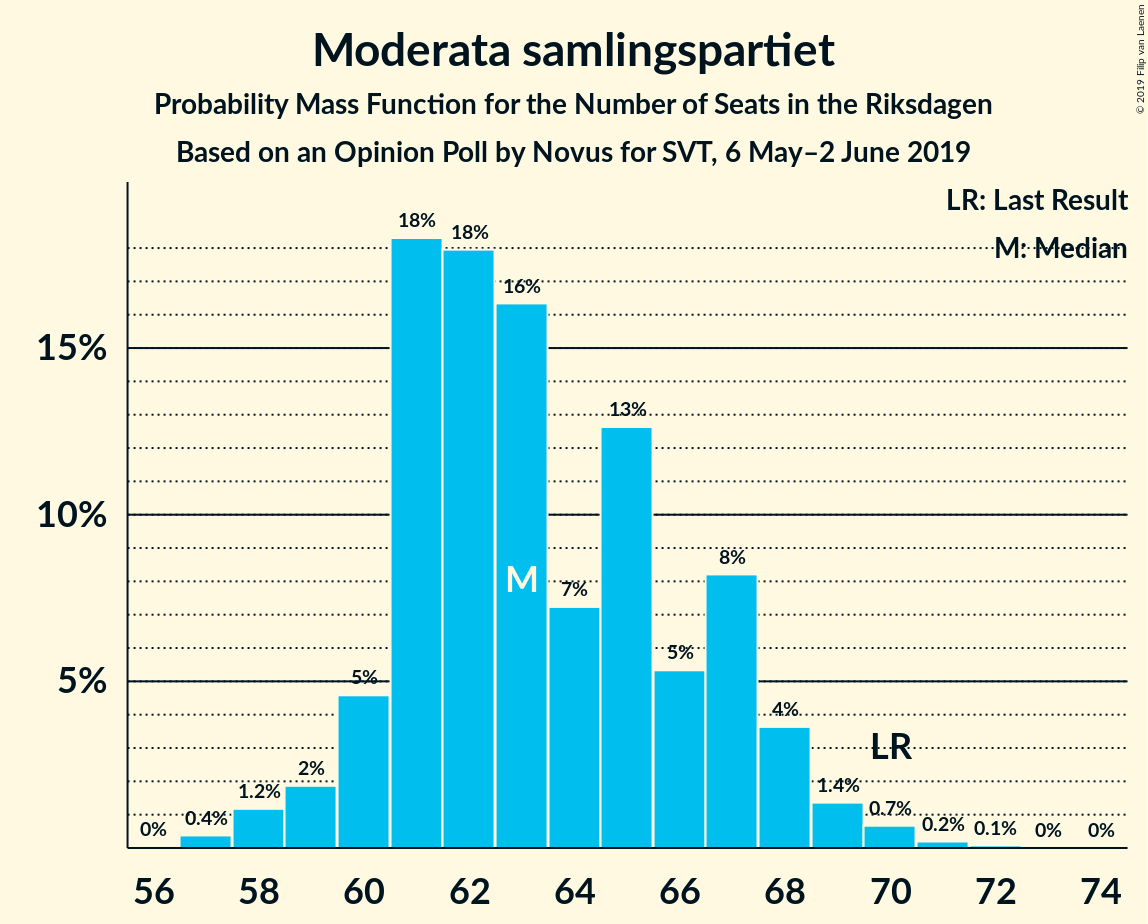 Moderata samlingspartiet
Probability Mass Function for the Number of Seats in the Riksdagen
Based on an Opinion Poll by Novus for SVT, 6 May–2 June 2019
© 2019 Filip van Laenen
LR: Last Result
M: Median
15%
10%
5%
0%
0.4%
1.2%
2%
5%
18%
18%
16%
7%
13%
5%
8%
4%
1.4%
0.7%
0.2%
0.1%
0%
0%
M
LR
56 58 60 62 64 66 68 70 72 74